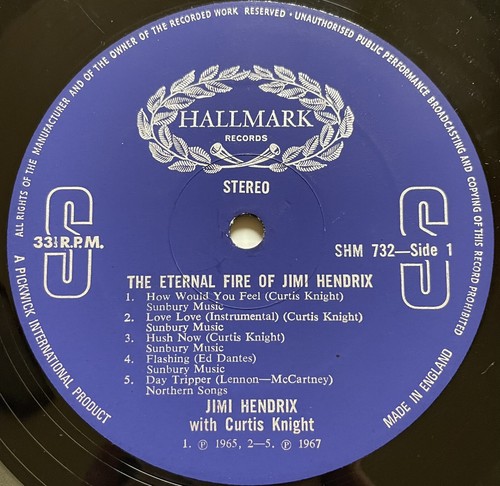 ALL RIGHTS OF THE MANUFACTURER AND OF THE OWNER OF THE RECORDED WORK RESERVED · UNAUTHORISED PUBLIC PERFORMANCE BROADCASTING AND COPYING OF THIS RECORD PROHIBITED
HALLMARK
RECORDS
STEREO
S
S
33⅓ R.P.M.
SHM 732—Side 1
THE ETERNAL FIRE OF JIMI HENDRIX
1. How Would You Feel (Curtis Knight)
Sunbury Music
2. Love Love (Instrumental) (Curtis Knight)
Sunbury Music
3. Hush Now (Curtis Knight)
Sunbury Music
4. Flashing (Ed Dantes)
Sunbury Music
5. Day Tripper (Lennon—McCartney)
Northern Songs
JIMI HENDRIX
with Curtis Knight
1. ℗ 1965, 2—5. ℗ 1967
A PICKWICK INTERNATIONAL PRODUCT
MADE IN ENGLAND